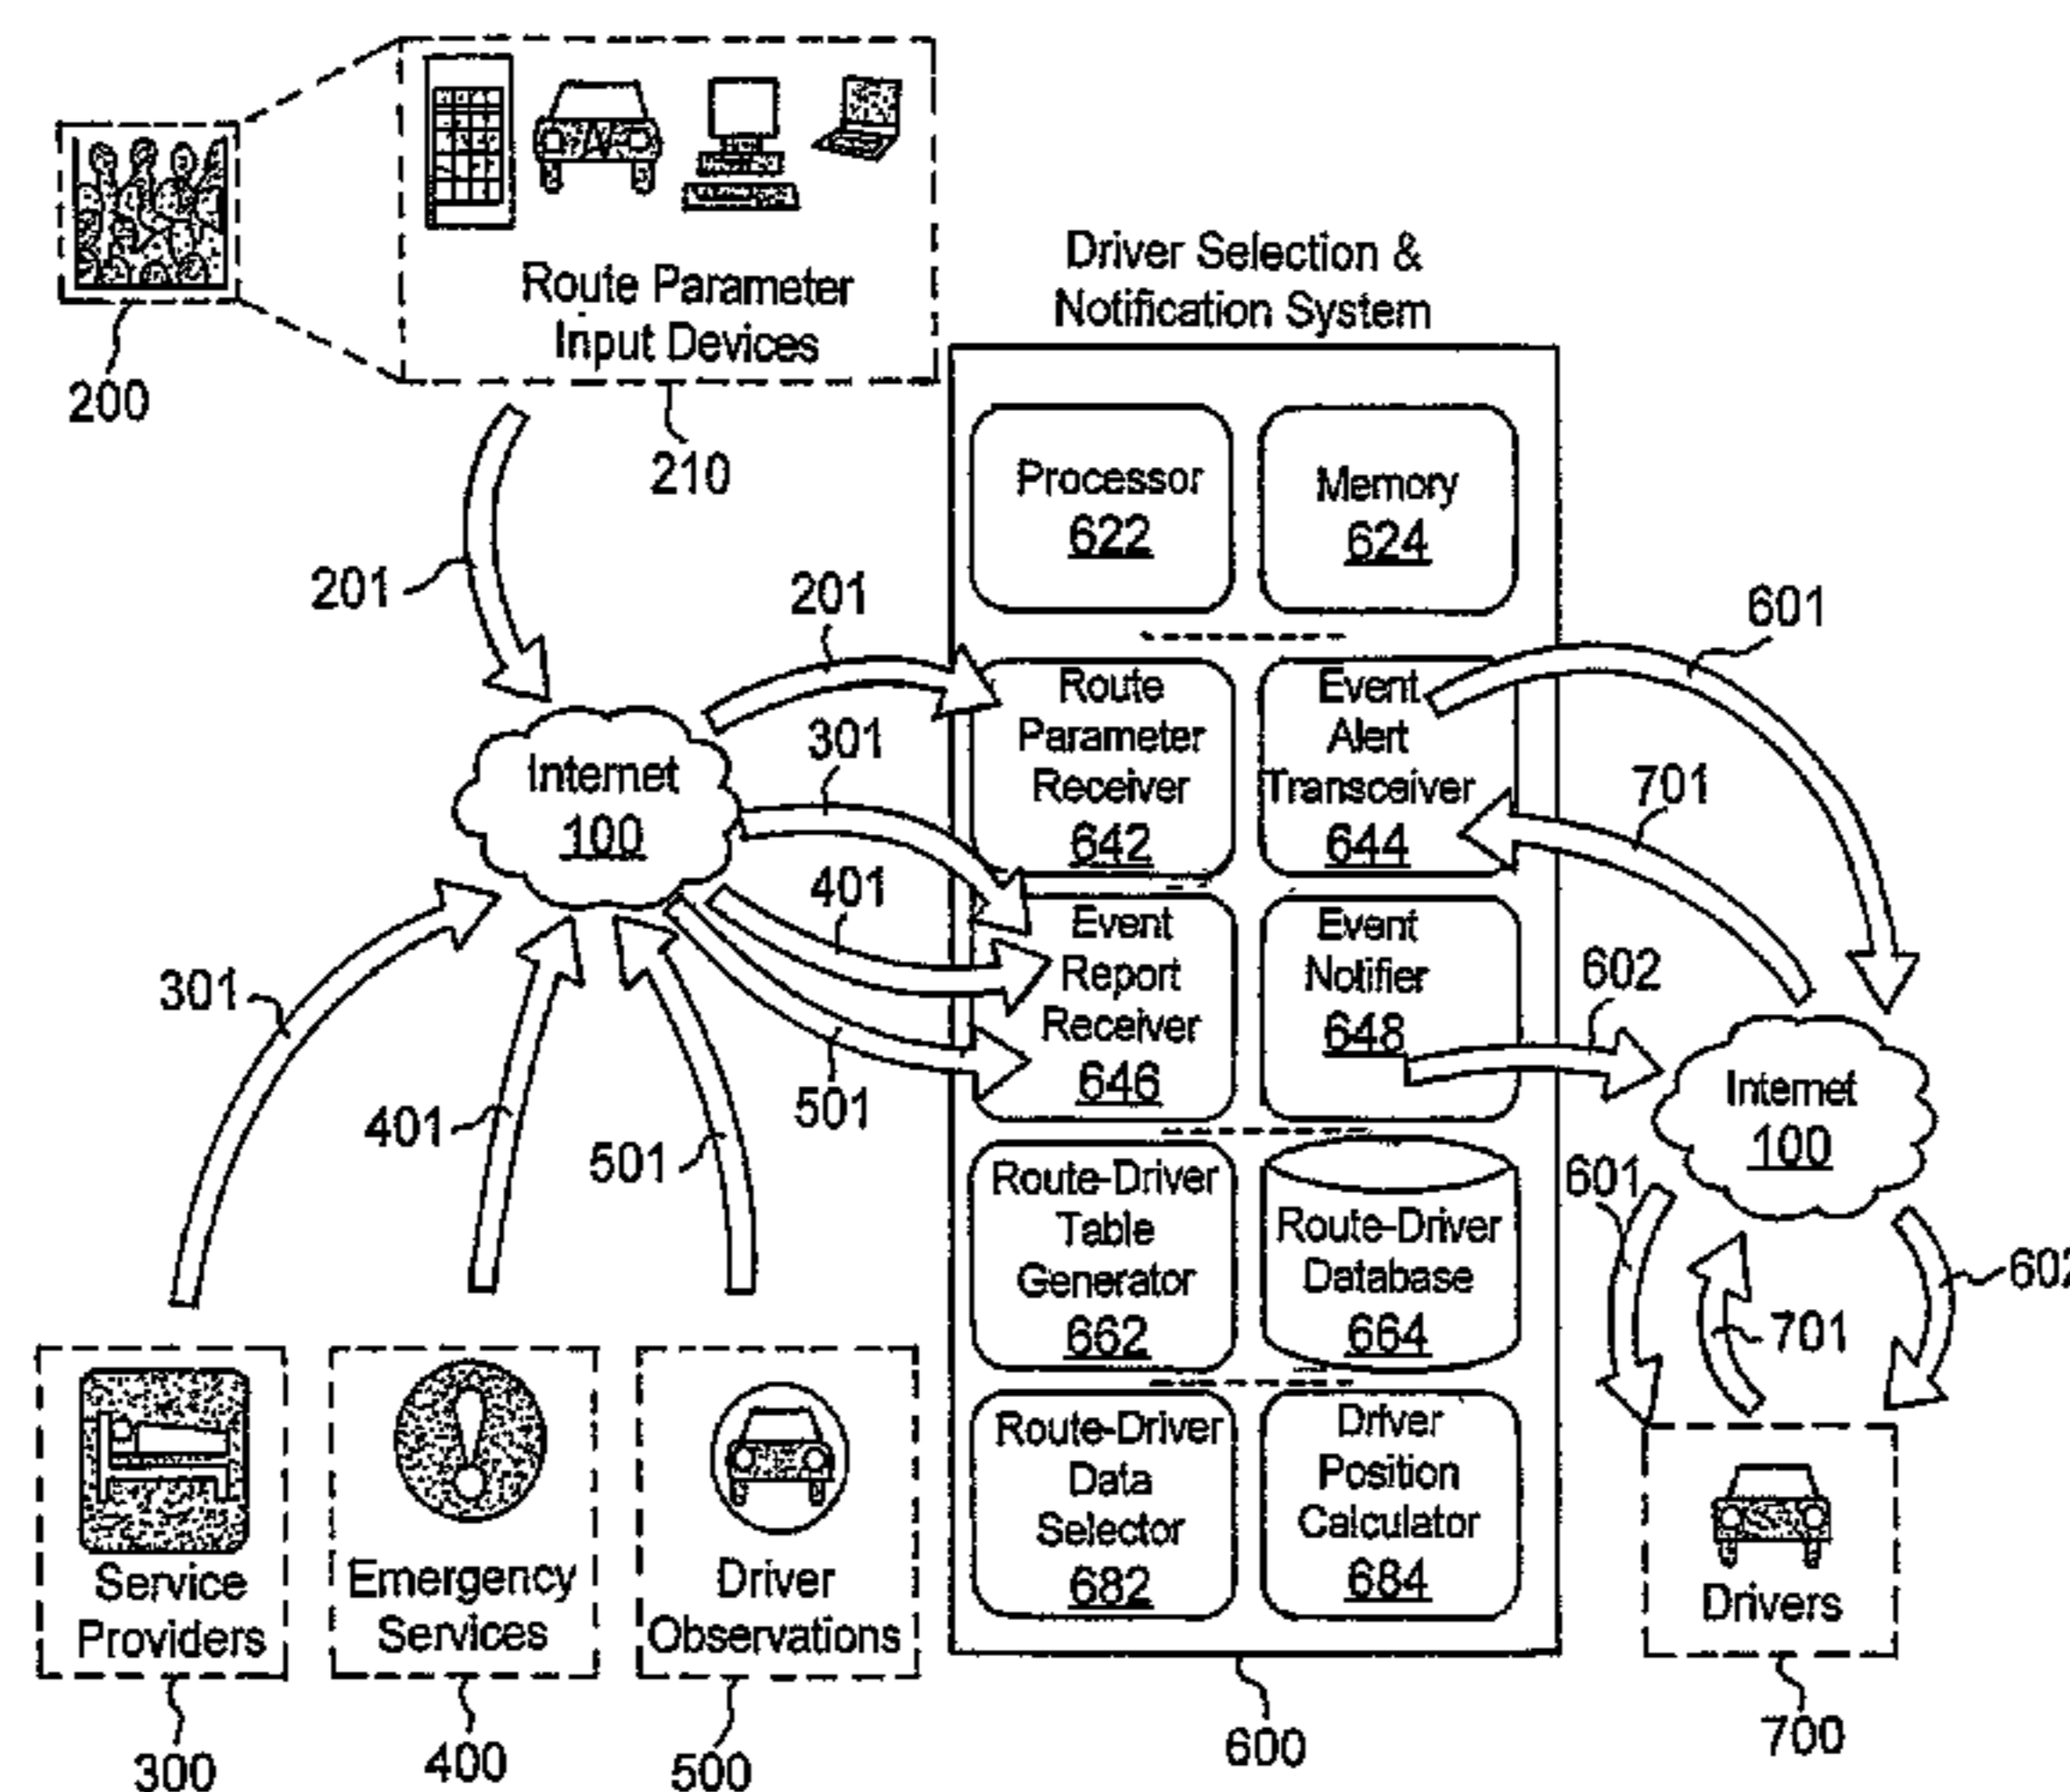 Route Parameter
Input Devices
200
210
201
Driver Selection &
Notification System
Processor
622
Memory
624
201
301
401
501
Internet
100
Route
Parameter
Receiver
642
Event
Alert
Transceiver
644
601
701
Event
Report
Receiver
646
Event
Notifier
648
602
Internet
100
301
401
501
Route-Driver
Table
Generator
662
Route-Driver
Database
664
601
701
602
Route-Driver
Data
Selector
682
Driver
Position
Calculator
684
Service
Providers
300
Emergency
Services
400
Driver
Observations
500
600
Drivers
700